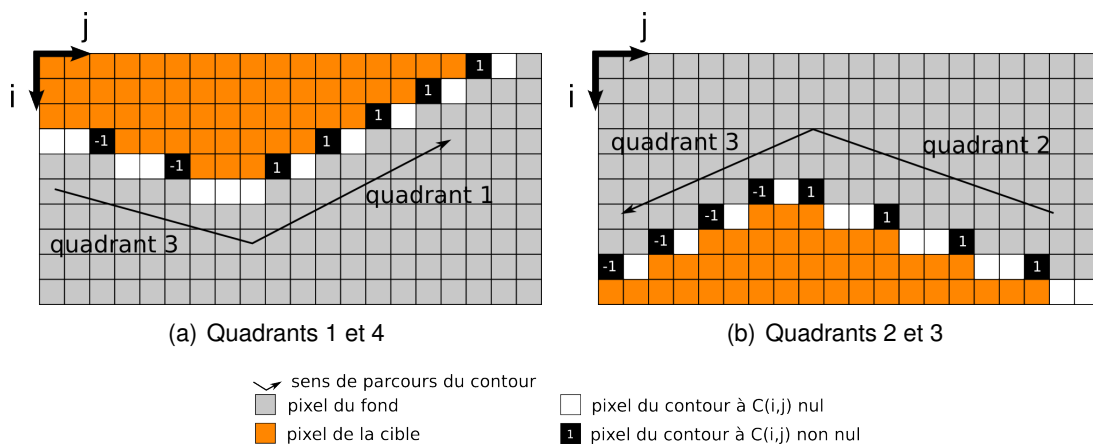 j
i
1
1
1
-1
1
-1
1
quadrant 1
quadrant 3
(a) Quadrants 1 et 4
j
i
quadrant 3
quadrant 2
-1
1
-1
1
-1
1
-1
1
(b) Quadrants 2 et 3
sens de parcours du contour
pixel du fond
pixel de la cible
pixel du contour à C(i,j) nul
1
pixel du contour à C(i,j) non nul